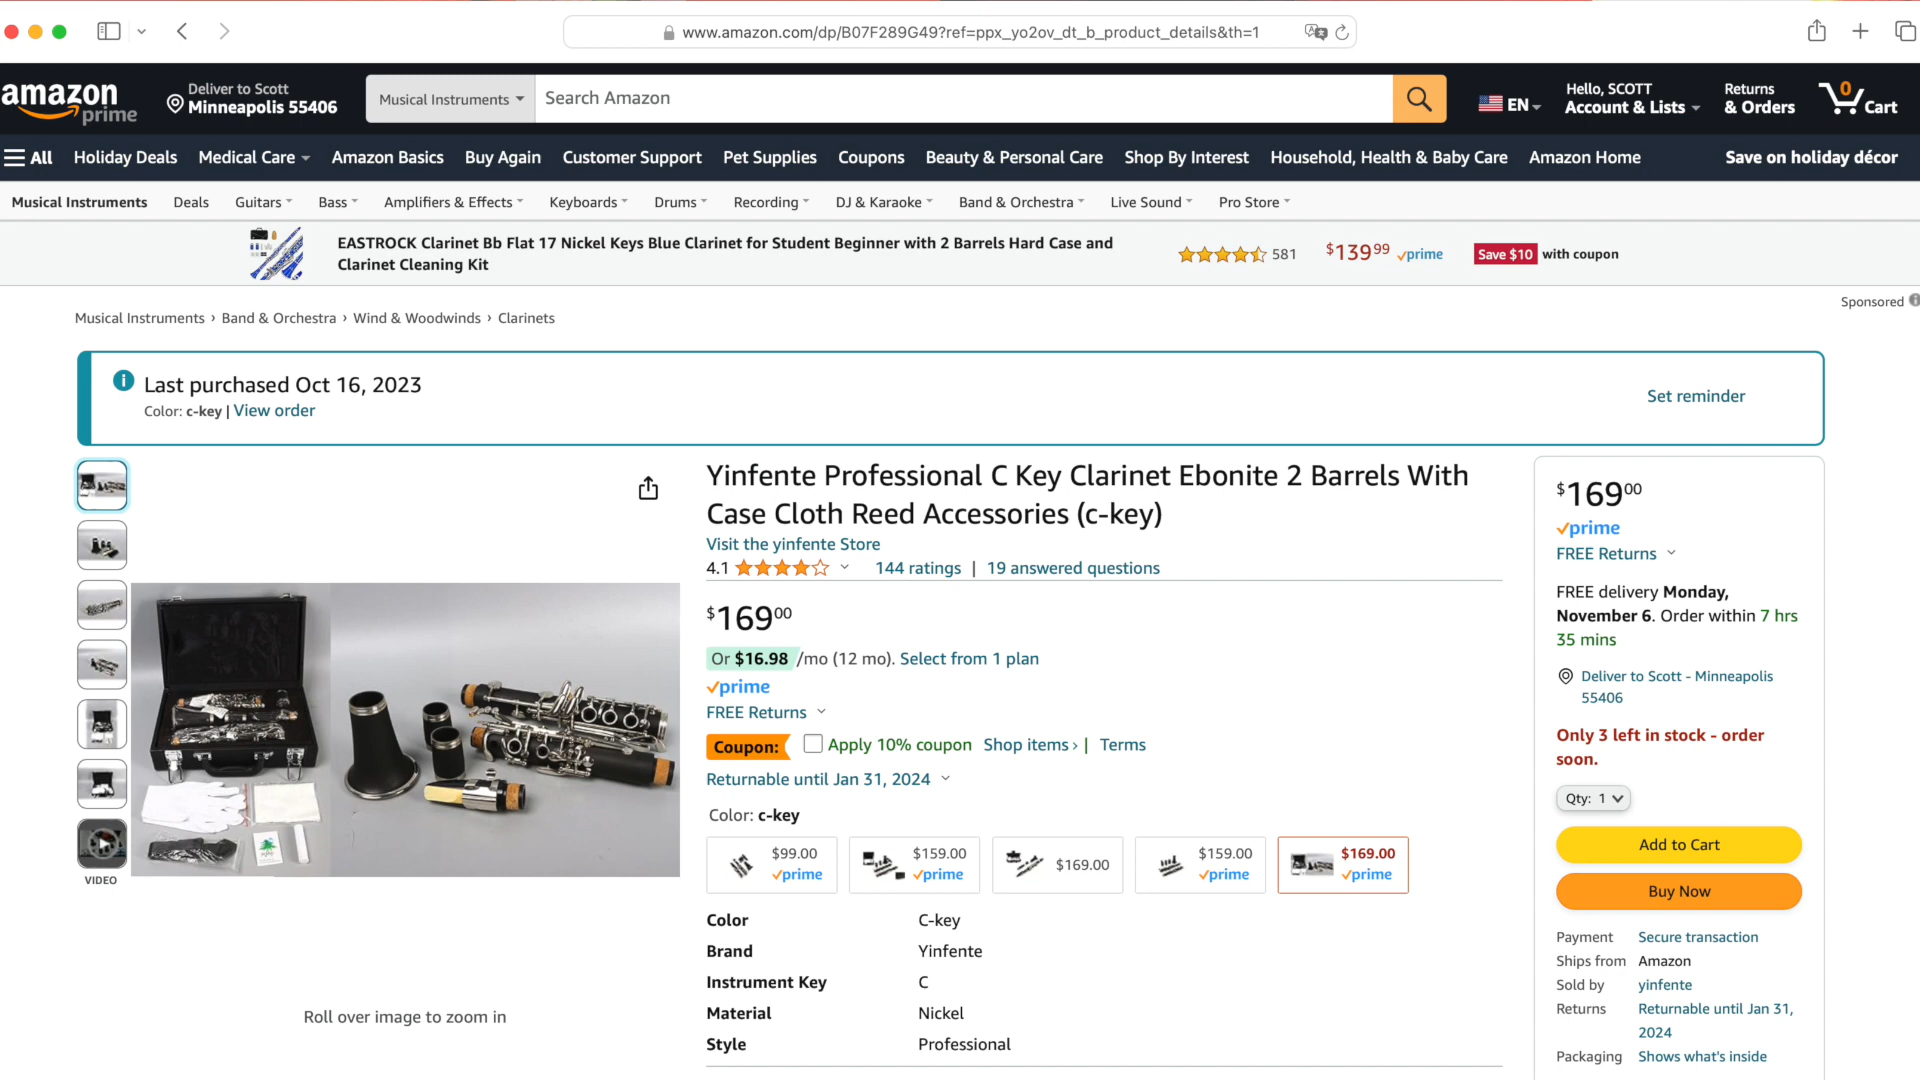 www.amazon.com/dp/B07F289G49?ref=ppx_yo2ov_dt_b_product_details&th=1
amazon
prime
Deliver to Scott
Minneapolis 55406
Musical Instruments
Search Amazon
EN
Hello, SCOTT
Account & Lists
Returns
& Orders
0
Cart
All Holiday Deals Medical Care Amazon Basics Buy Again Customer Support Pet Supplies Coupons Beauty & Personal Care Shop By Interest Household, Health & Baby Care Amazon Home Save on holiday décor
Musical Instruments Deals Guitars Bass Amplifiers & Effects Keyboards Drums Recording DJ & Karaoke Band & Orchestra Live Sound Pro Store
EASTROCK Clarinet Bb Flat 17 Nickel Keys Blue Clarinet for Student Beginner with 2 Barrels Hard Case and
Clarinet Cleaning Kit
581 $139 99 prime Save $10 with coupon
Sponsored
Musical Instruments › Band & Orchestra › Wind & Woodwinds › Clarinets
Last purchased Oct 16, 2023
Color: c-key | View order
Set reminder
VIDEO
Roll over image to zoom in
Yinfente Professional C Key Clarinet Ebonite 2 Barrels With
Case Cloth Reed Accessories (c-key)
Visit the yinfente Store
4.1 144 ratings | 19 answered questions
$169 00
Or $16.98 /mo (12 mo). Select from 1 plan
prime
FREE Returns
Coupon: Apply 10% coupon Shop items › | Terms
Returnable until Jan 31, 2024
Color: c-key
$99.00 $159.00 $169.00 $159.00 $169.00
prime prime prime prime
Color C-key
Brand Yinfente
Instrument Key C
Material Nickel
Style Professional
$169 00
prime
FREE Returns
FREE delivery Monday,
November 6. Order within 7 hrs
35 mins
Deliver to Scott - Minneapolis
55406
Only 3 left in stock - order
soon.
Qty: 1
Add to Cart
Buy Now
Payment Secure transaction
Ships from Amazon
Sold by yinfente
Returns Returnable until Jan 31,
2024
Packaging Shows what's inside